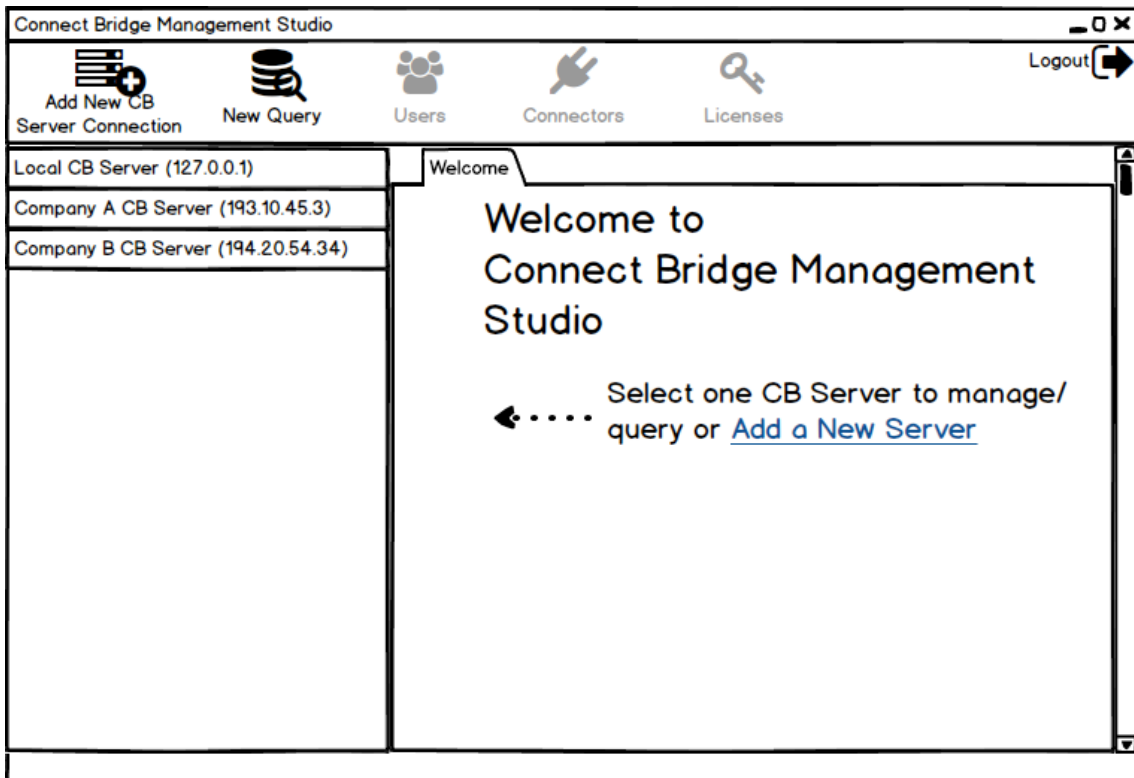 Connect Bridge Management Studio
Add New CB
Server Connection
New Query
Users
Connectors
Licenses
Logout
Local CB Server (127.0.0.1)
Company A CB Server (193.10.45.3)
Company B CB Server (194.20.54.34)
Welcome
Welcome to
Connect Bridge Management
Studio
Select one CB Server to manage/
query or Add a New Server